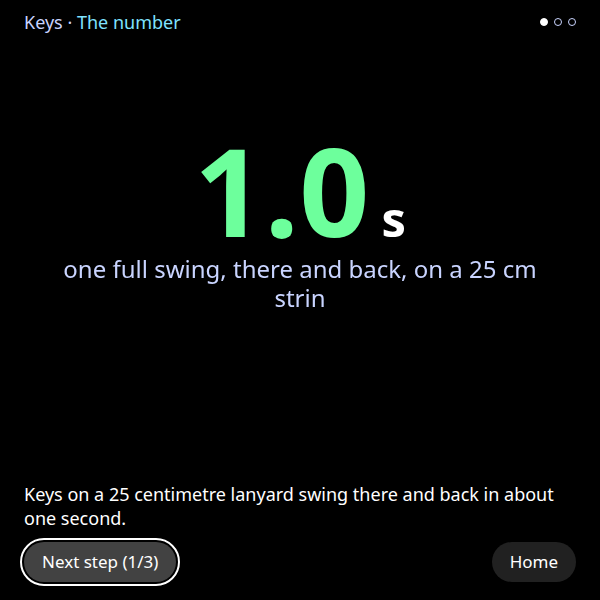 Keys · The number
1.0 s
one full swing, there and back, on a 25 cm
strin
Keys on a 25 centimetre lanyard swing there and back in about
one second.
Next step (1/3)
Home